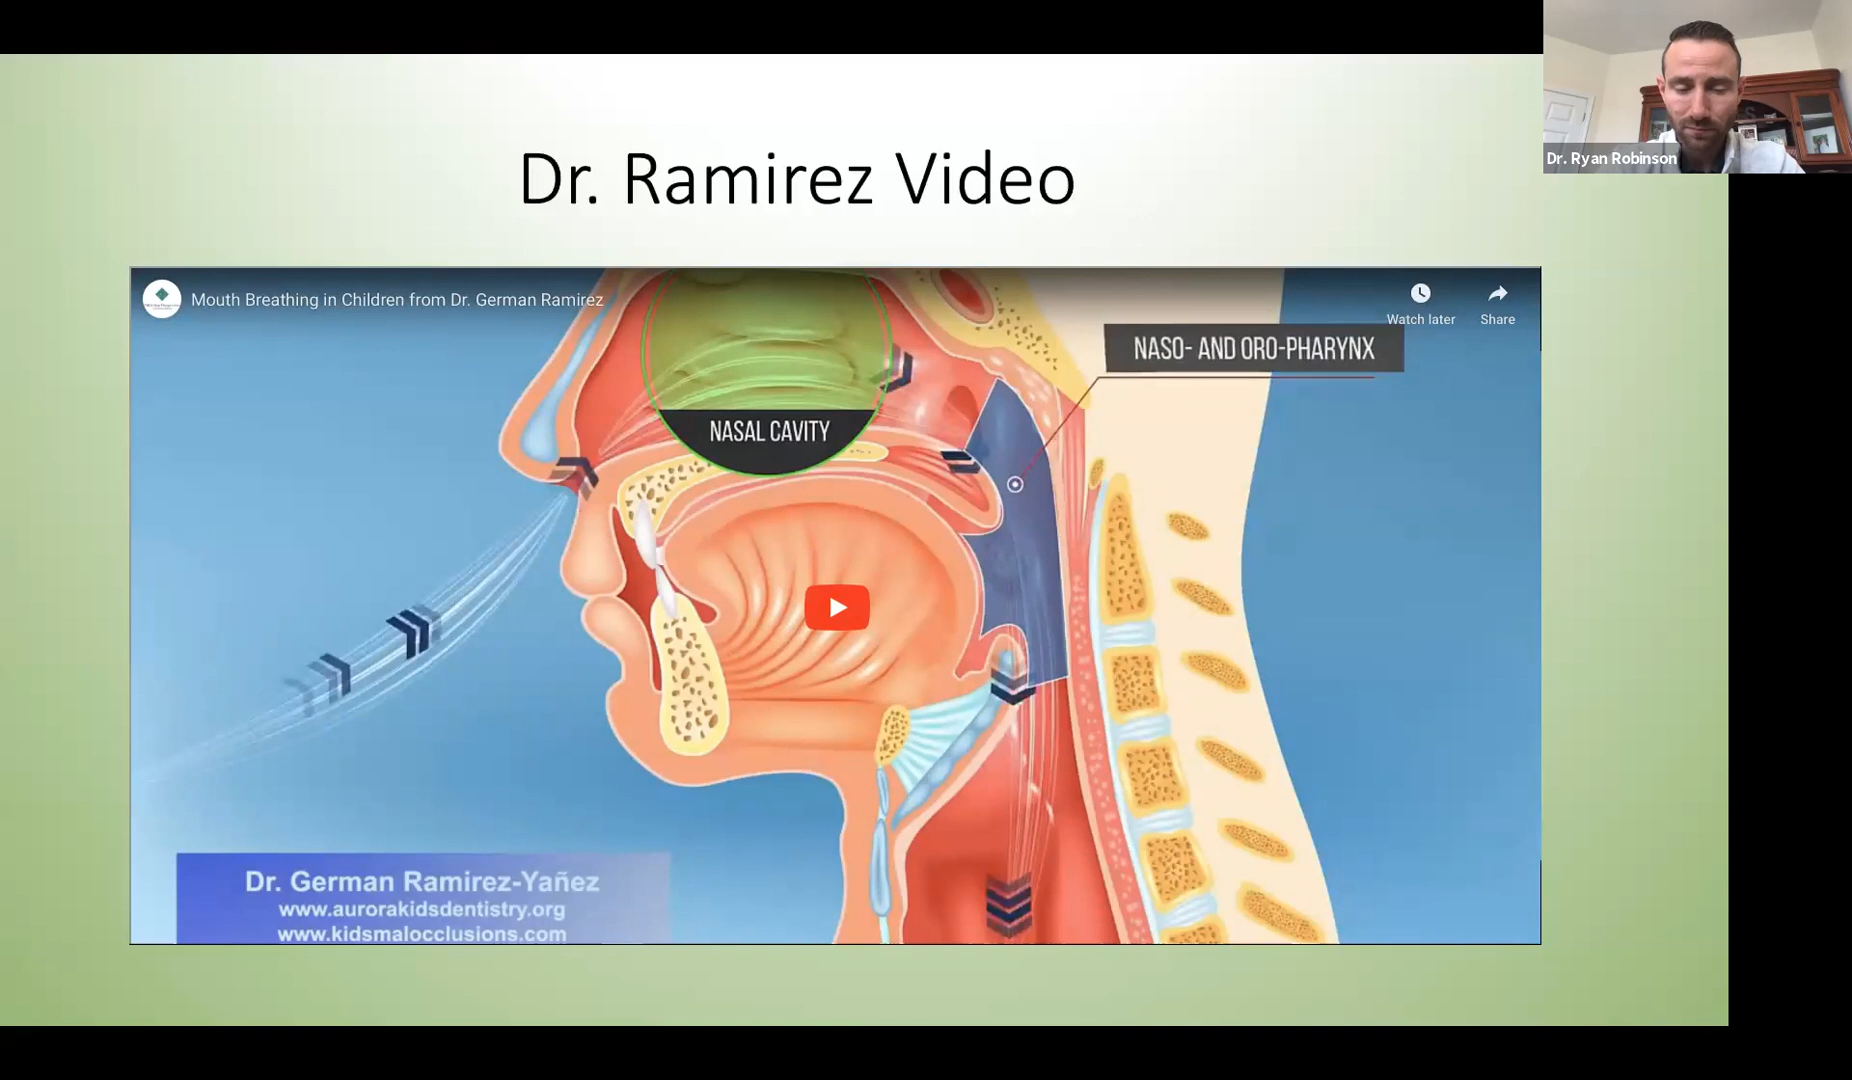 Dr. Ryan Robinson
Dr. Ramirez Video
Mouth Breathing in Children from Dr. German Ramirez
Watch later
Share
NASO- AND ORO-PHARYNX
NASAL CAVITY
Dr. German Ramirez-Yañez
www.aurorakidsdentistry.org
www.kidsmalocclusions.com